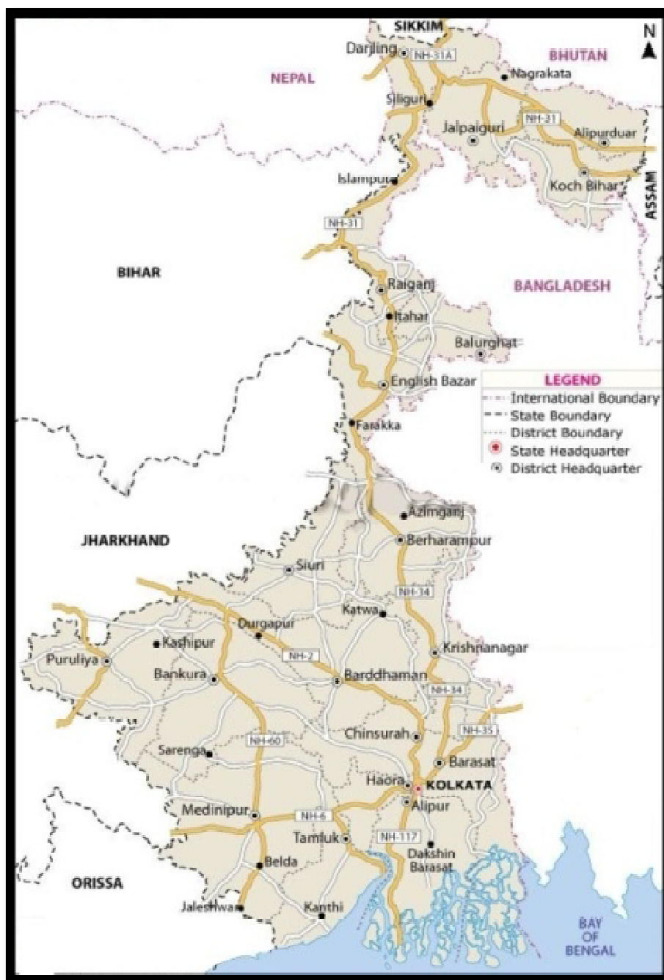 SIKKIM
N
Darjling
NH-31A
BHUTAN
NEPAL
Nagrakata
Siliguri
NH-21
Jalpaiguri
Alipurduar
Islampur
Koch Bihar
ASSAM
NH-31
BIHAR
Raiganj
BANGLADESH
Itahar
Balurghat
English Bazar
LEGEND
International Boundary
State Boundary
District Boundary
State Headquarter
District Headquarter
Farakka
Azimganj
JHARKHAND
Berharampur
Siuri
NH-34
Katwa
Durgapur
Kashipur
Krishnanagar
Puruliya
NH-2
Bankura
Barddhaman
NH-34
Chinsurah
NH-35
NH-60
Sarenga
Barasat
Haora
KOLKATA
Alipur
Medinipur
NH-6
Tamluk
NH-117
Dakshin
Barasat
Belda
ORISSA
Jaleshwar
Kanthi
BAY
OF
BENGAL